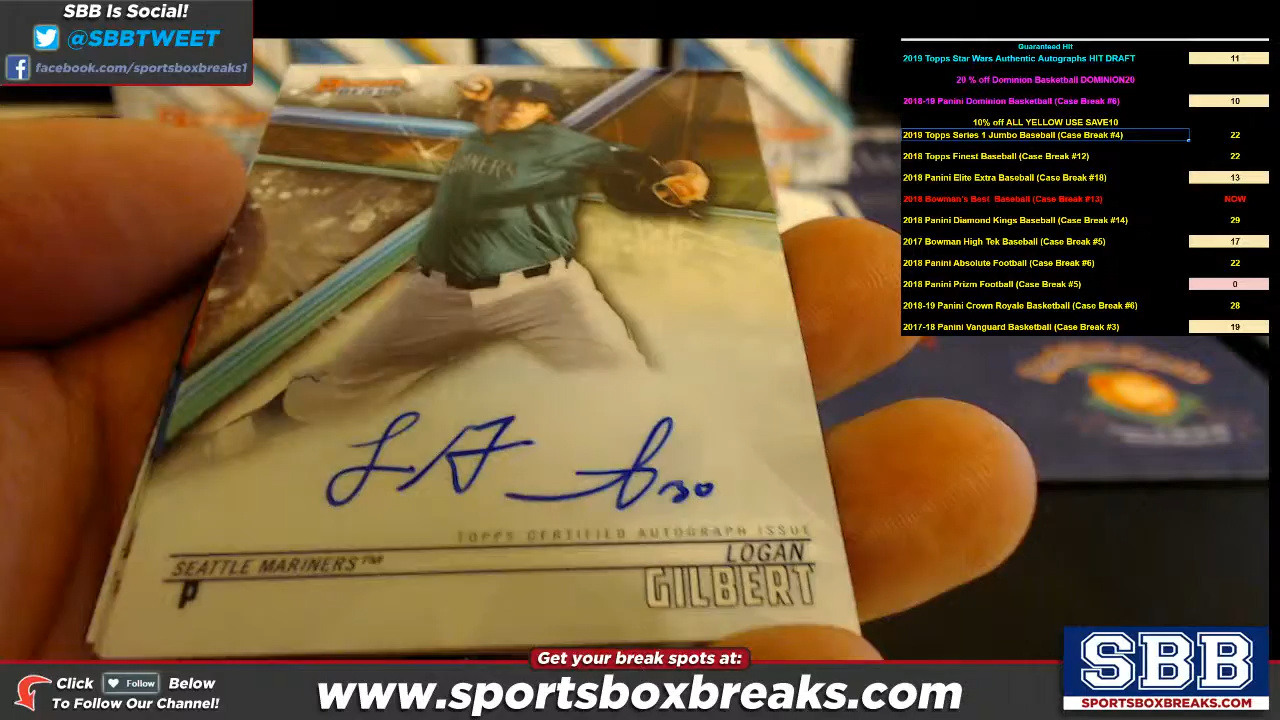 SBB Is Social!
@SBBTWEET
facebook.com/sportsboxbreaks1
Guaranteed Hit
2019 Topps Star Wars Authentic Autographs HIT DRAFT 11
20 % off Dominion Basketball DOMINION20
2018-19 Panini Dominion Basketball (Case Break #6) 10
10% off ALL YELLOW USE SAVE10
2019 Topps Series 1 Jumbo Baseball (Case Break #4) 22
2018 Topps Finest Baseball (Case Break #12) 22
2018 Panini Elite Extra Baseball (Case Break #18) 13
2018 Bowman's Best Baseball (Case Break #13) NOW
2018 Panini Diamond Kings Baseball (Case Break #14) 29
2017 Bowman High Tek Baseball (Case Break #5) 17
2018 Panini Absolute Football (Case Break #6) 22
2018 Panini Prizm Football (Case Break #5) 0
2018-19 Panini Crown Royale Basketball (Case Break #6) 28
2017-18 Panini Vanguard Basketball (Case Break #3) 19
30
TOPPS CERTIFIED AUTOGRAPH ISSUE
SEATTLE MARINERS™
LOGAN
P
GILBERT
Get your break spots at:
Click Follow Below
To Follow Our Channel!
www.sportsboxbreaks.com
SBB
SPORTSBOXBREAKS.COM